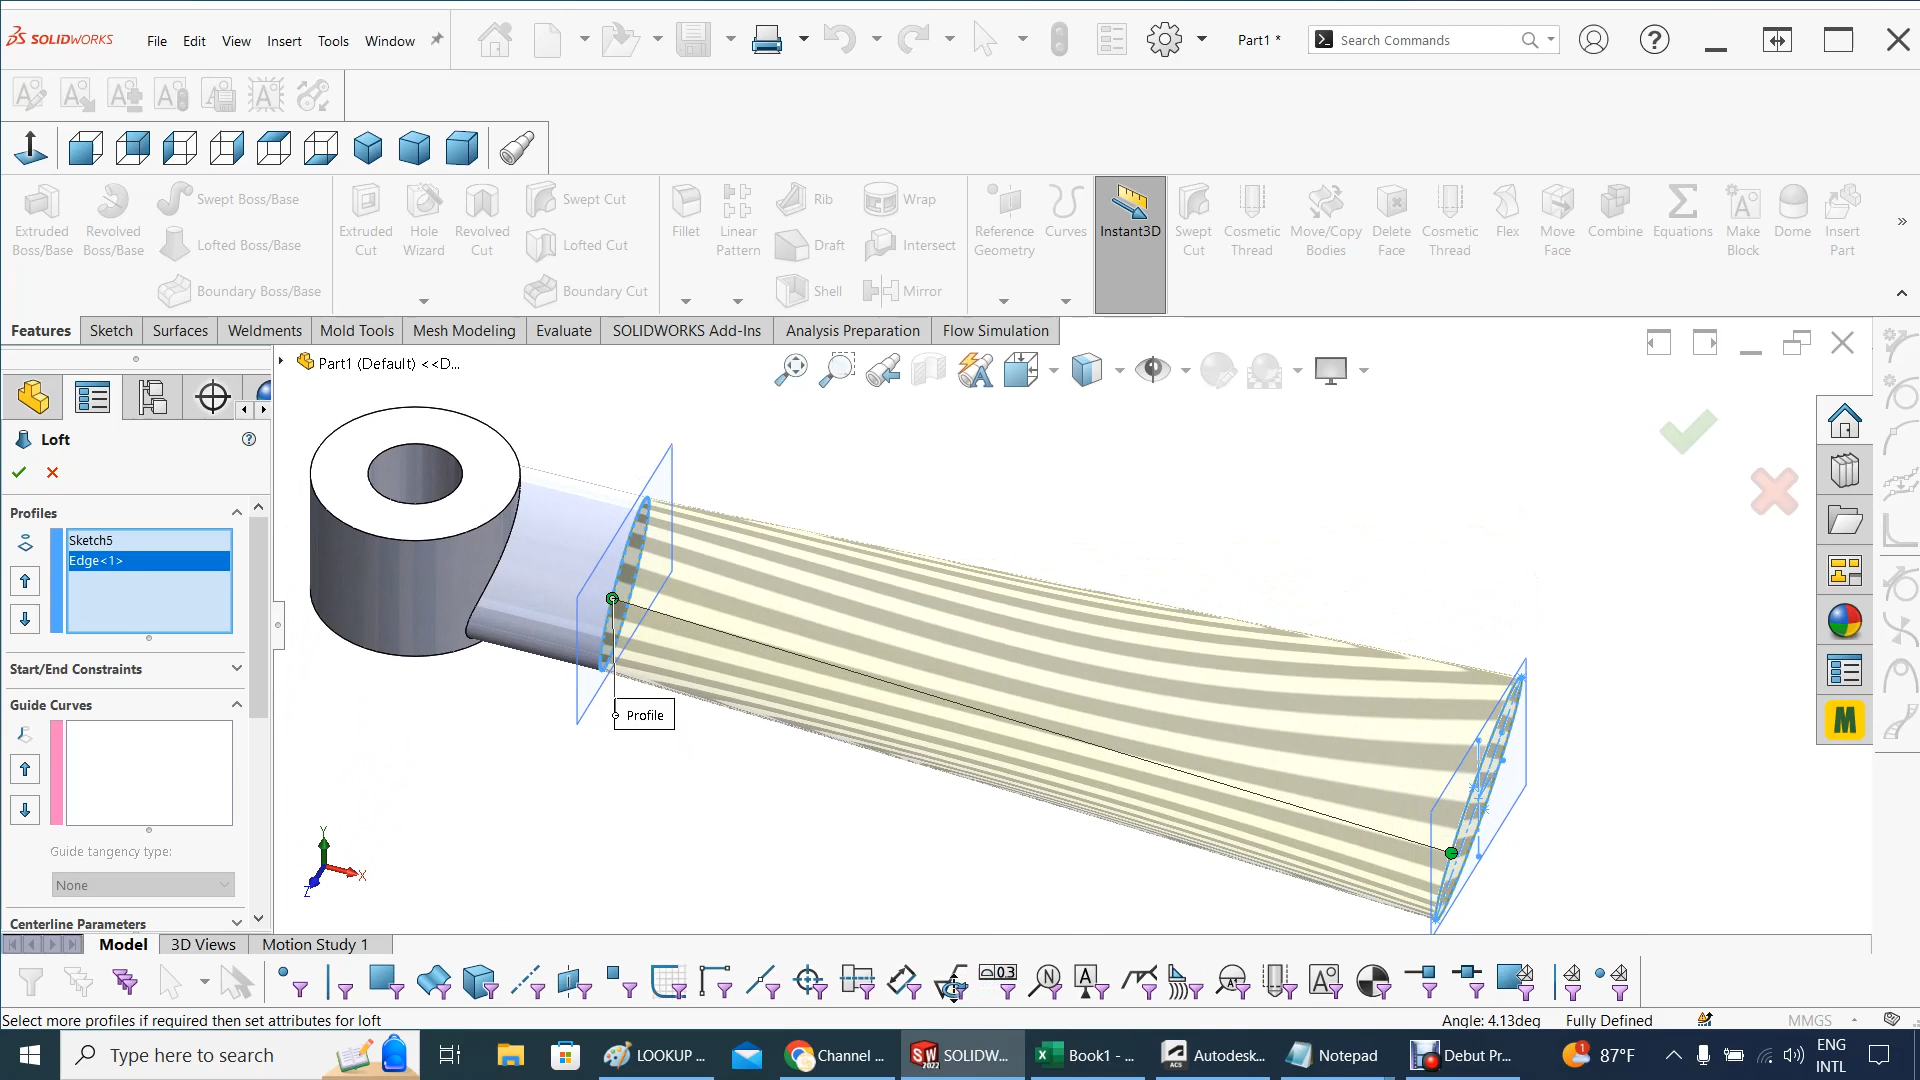 SOLIDWORKS File Edit View Insert Tools Window Part1 * Search Commands
Extruded Boss/Base
Revolved Boss/Base
Swept Boss/Base
Lofted Boss/Base
Boundary Boss/Base
Extruded Cut
Hole Wizard
Revolved Cut
Swept Cut
Lofted Cut
Boundary Cut
Fillet
Linear Pattern
Rib
Draft
Shell
Wrap
Intersect
Mirror
Reference Geometry
Curves
Instant3D
Swept Cut
Cosmetic Thread
Move/Copy Bodies
Delete Face
Cosmetic Thread
Flex
Move Face
Combine
Equations
Make Block
Dome
Insert Part
Features Sketch Surfaces Weldments Mold Tools Mesh Modeling Evaluate SOLIDWORKS Add-Ins Analysis Preparation Flow Simulation
Part1 (Default) <<D...
Loft
Profiles
Sketch5
Edge<1>
Start/End Constraints
Guide Curves
Guide tangency type:
None
Centerline Parameters
Profile
Y
X
Z
M
Model 3D Views Motion Study 1
Select more profiles if required then set attributes for loft Angle: 4.13deg Fully Defined MMGS
Type here to search LOOKUP ... Channel ... SOLIDW... Book1 - ... Autodesk... Notepad Debut Pr... 87°F ENG
INTL